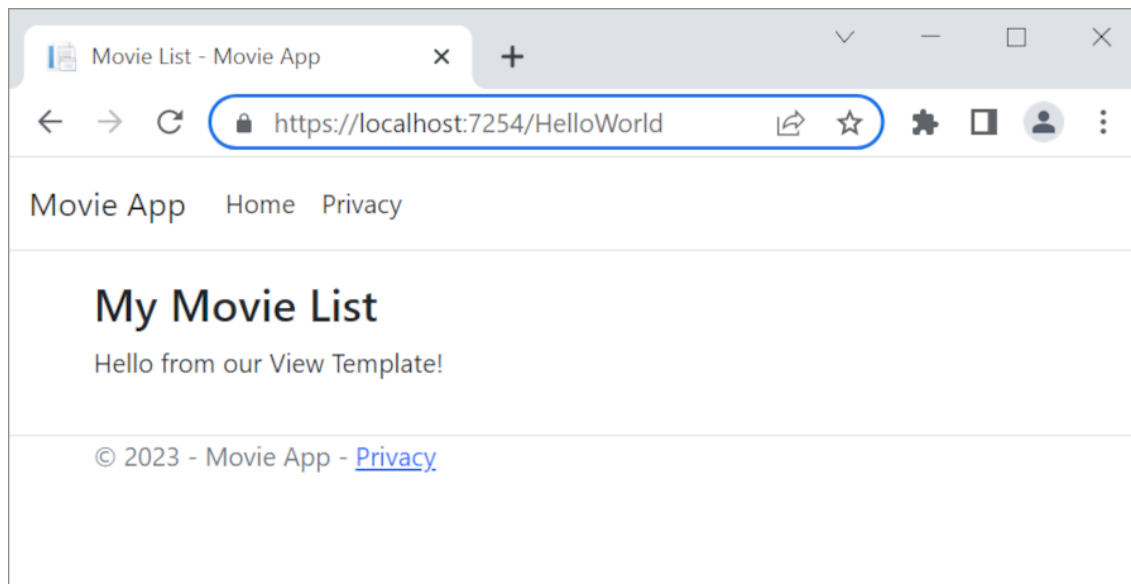 Movie List - Movie App
https://localhost:7254/HelloWorld
Movie App Home Privacy
My Movie List
Hello from our View Template!
© 2023 - Movie App - Privacy